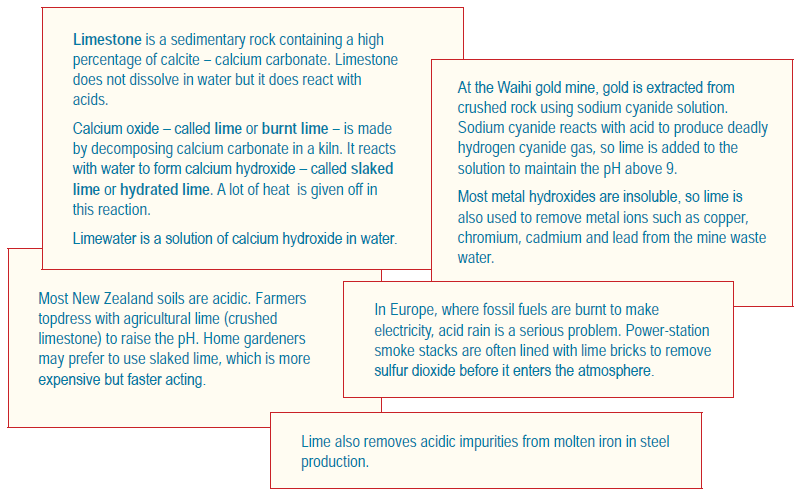 Limestone is a sedimentary rock containing a high
percentage of calcite – calcium carbonate. Limestone
does not dissolve in water but it does react with
acids.
Calcium oxide – called lime or burnt lime – is made
by decomposing calcium carbonate in a kiln. It reacts
with water to form calcium hydroxide – called slaked
lime or hydrated lime. A lot of heat is given off in
this reaction.
Limewater is a solution of calcium hydroxide in water.
At the Waihi gold mine, gold is extracted from
crushed rock using sodium cyanide solution.
Sodium cyanide reacts with acid to produce deadly
hydrogen cyanide gas, so lime is added to the
solution to maintain the pH above 9.
Most metal hydroxides are insoluble, so lime is
also used to remove metal ions such as copper,
chromium, cadmium and lead from the mine waste
water.
Most New Zealand soils are acidic. Farmers
topdress with agricultural lime (crushed
limestone) to raise the pH. Home gardeners
may prefer to use slaked lime, which is more
expensive but faster acting.
In Europe, where fossil fuels are burnt to make
electricity, acid rain is a serious problem. Power-station
smoke stacks are often lined with lime bricks to remove
sulfur dioxide before it enters the atmosphere.
Lime also removes acidic impurities from molten iron in steel
production.